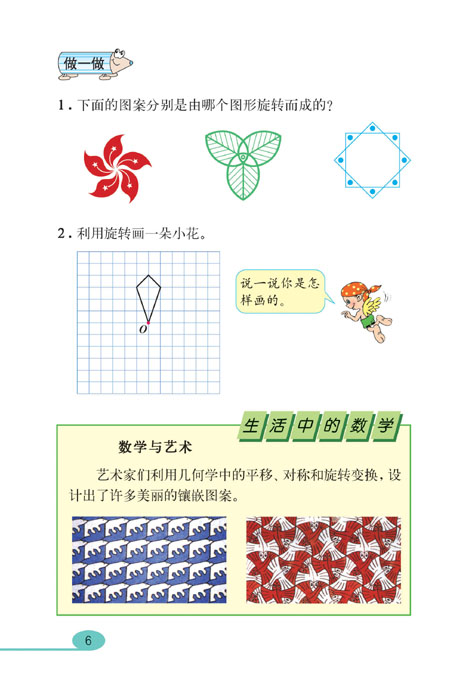 做一做
1. 下面的图案分别是由哪个图形旋转而成的?
2. 利用旋转画一朵小花。
O
说一说你是怎
样画的。
生活中的数学
数学与艺术
艺术家们利用几何学中的平移、对称和旋转变换,设
计出了许多美丽的镶嵌图案。
6